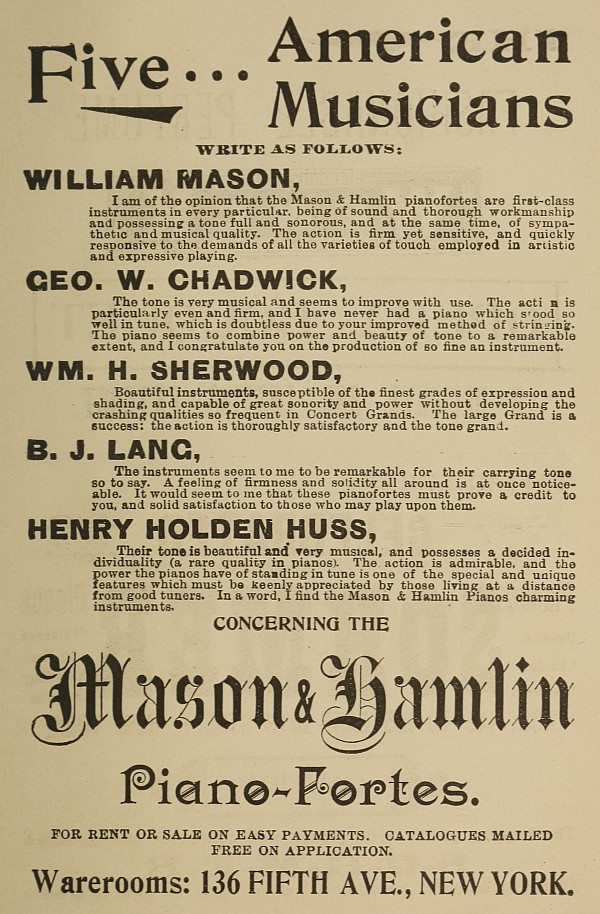 Five... American
Musicians
WRITE AS FOLLOWS:
WILLIAM MASON,
I am of the opinion that the Mason & Hamlin pianofortes are first-class
instruments in every particular, being of sound and thorough workmanship
and possessing a tone full and sonorous, and at the same time, of sympa-
thetic and musical quality. The action is firm yet sensitive, and quickly
responsive to the demands of all the varieties of touch employed in artistic
and expressive playing.
GEO. W. CHADWICK,
The tone is very musical and seems to improve with use. The acti n is
particularly even and firm, and I have never had a piano which stood so
well in tune, which is doubtless due to your improved method of stringing.
The piano seems to combine power and beauty of tone to a remarkable
extent, and I congratulate you on the production of so fine an instrument.
WM. H. SHERWOOD,
Boautiful instruments, susceptible of the finest grades of expression and
shading, and capable of great sonority and power without developing the
crashing qualities so frequent in Concert Grands. The large Grand is a
success: the action is thoroughly satisfactory and the tone grand.
B. J. LANG,
The instruments seem to me to be remarkable for their carrying tone
so to say. A feeling of firmness and solidity all around is at once notice-
able. It would seem to me that these pianofortes must prove a credit to
you, and solid satisfaction to those who may play upon them.
HENRY HOLDEN HUSS,
Their tone is beautiful and very musical, and possesses a decided in-
dividuality (a rare quality in pianos). The action is admirable, and the
power the pianos have of standing in tune is one of the special and unique
features which must be keenly appreciated by those living at a distance
from good tuners. In a word, I find the Mason & Hamlin Pianos charming
instruments.
CONCERNING THE
Mason & Hamlin
Piano-Fortes.
FOR RENT OR SALE ON EASY PAYMENTS. CATALOGUES MAILED
FREE ON APPLICATION.
Warerooms: 136 FIFTH AVE., NEW YORK.